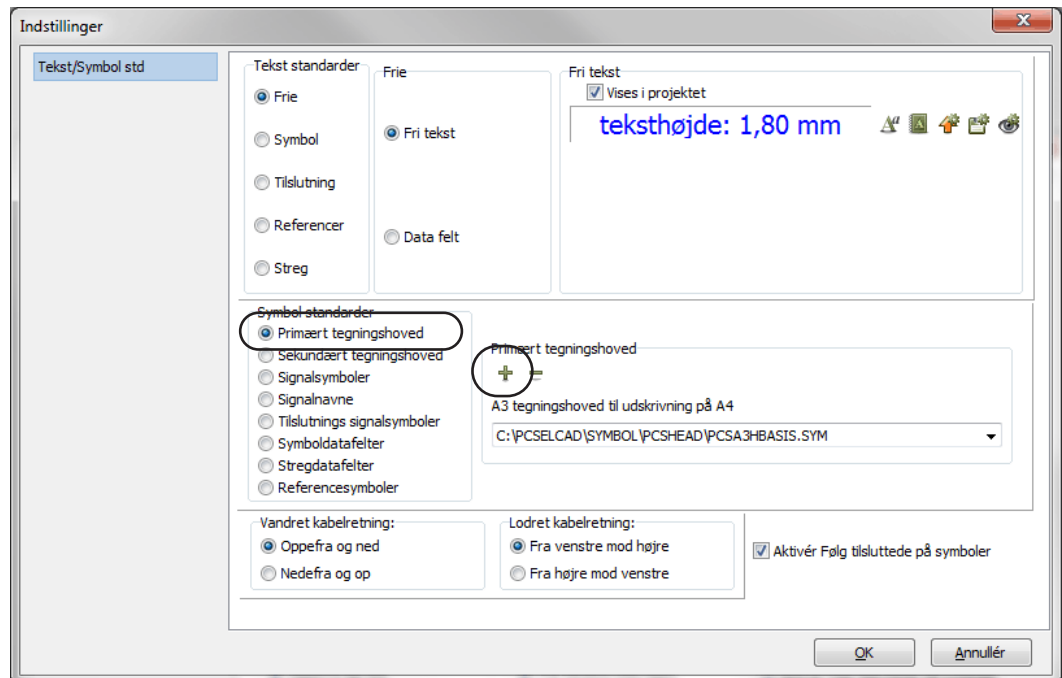 Indstillinger
Tekst/Symbol std
Tekst standarder
Frie
Symbol
Tilslutning
Referencer
Streg
Frie
Fri tekst
Data felt
Fri tekst
Vises i projektet
teksthøjde: 1,80 mm
Symbol standarder
Primært tegningshoved
Sekundært tegningshoved
Signalsymboler
Signalnavne
Tilslutnings signalsymboler
Symboldatafelter
Stregdatafelter
Referencesymboler
Primært tegningshoved
A3 tegningshoved til udskrivning på A4
C:\PCSELCAD\SYMBOL\PCSHEAD\PCSA3HBASIS.SYM
Vandret kabelretning:
Oppefra og ned
Nedefra og op
Lodret kabelretning:
Fra venstre mod højre
Fra højre mod venstre
Aktivér Følg tilsluttede på symboler
OK
Annullér